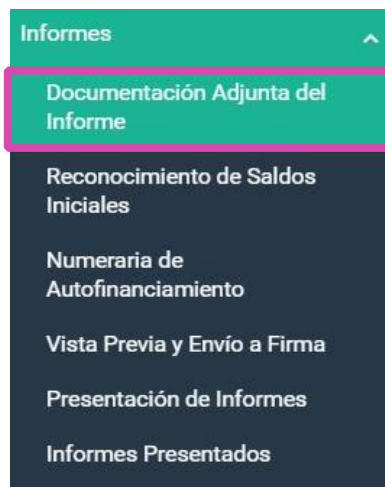 Informes
Documentación Adjunta del
Informe
Reconocimiento de Saldos
Iniciales
Numeraria de
Autofinanciamiento
Vista Previa y Envío a Firma
Presentación de Informes
Informes Presentados